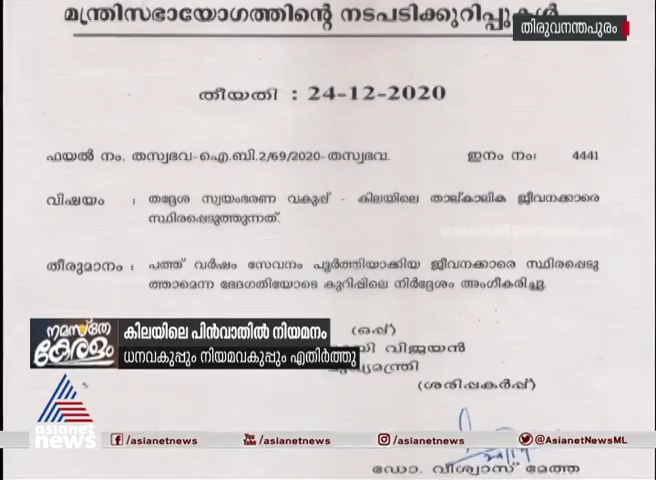 മന്ത്രിസഭായോഗത്തിന്റെ നടപടിക്കുറിപ്പുകൾ
തിരുവനന്തപുരം
തീയതി : 24-12-2020
ഫയൽ നം. തസ്വഭവ-ഐ.ബി.2/69/2020-തസ്വഭവ. ഇനം നം: 4441
വിഷയം : തദ്ദേശ സ്വയംഭരണ വകുപ്പ് - കിലയിലെ താല്കാലിക ജീവനക്കാരെ
സ്ഥിരപ്പെടുത്തുന്നത്.
തീരുമാനം : പത്ത് വർഷം സേവനം പൂർത്തിയാക്കിയ ജീവനക്കാരെ സ്ഥിരപ്പെടു
ത്താമെന്ന ഭേദഗതിയോടെ കുറിപ്പിലെ നിർദ്ദേശം അംഗീകരിച്ചു.
(ഒപ്പ്)
നമസ്തേ കേരളം
കിലയിലെ പിൻവാതിൽ നിയമനം
ധനവകുപ്പും നിയമവകുപ്പും എതിർത്തു
വിജയൻ
(ശരിപ്പകർപ്പ്)
asianet news
/asianetnews
You Tube /asianetnews
/asianetnews
@AsianetNewsML
ഡോ. വിശ്വാസ് മേത്ത